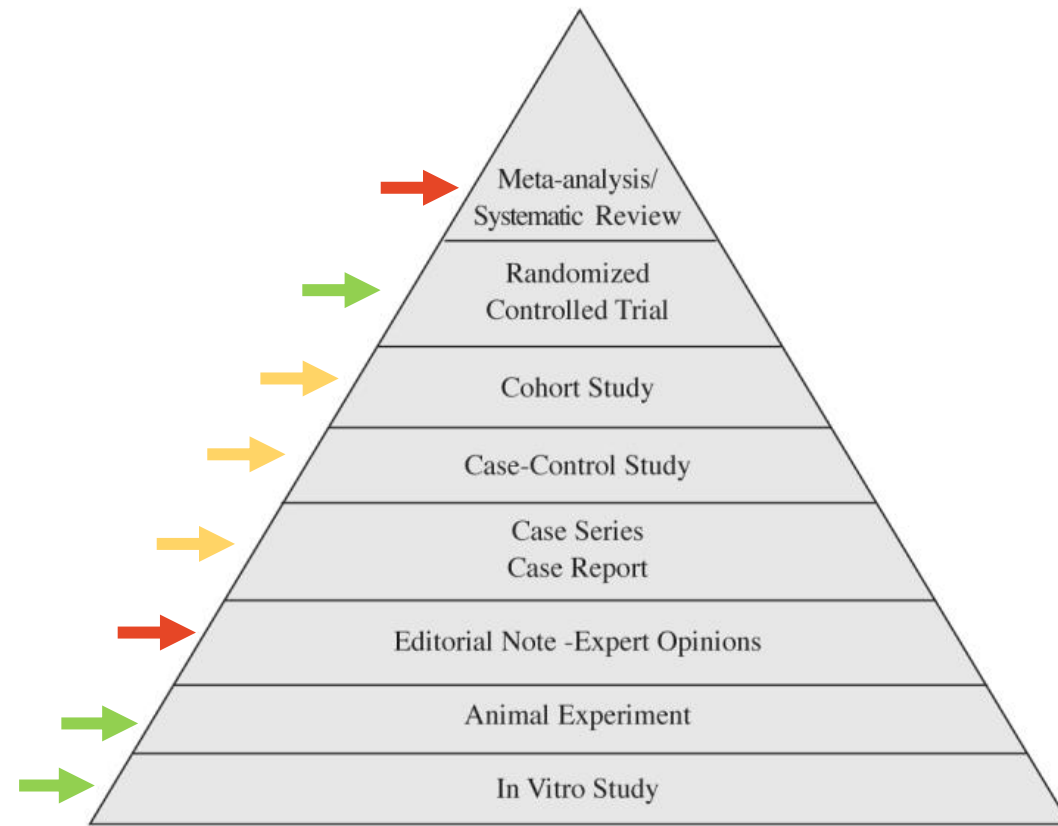 Meta-analysis/
Systematic Review
Randomized
Controlled Trial
Cohort Study
Case-Control Study
Case Series
Case Report
Editorial Note -Expert Opinions
Animal Experiment
In Vitro Study